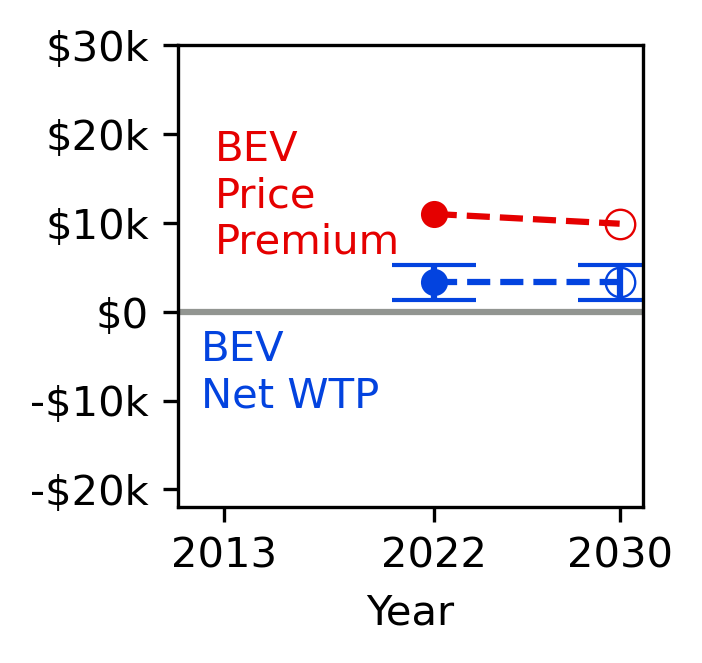 $30k
$20k
$10k
$0
-$10k
-$20k
BEV
Price
Premium
BEV
Net WTP
2013
2022
2030
Year